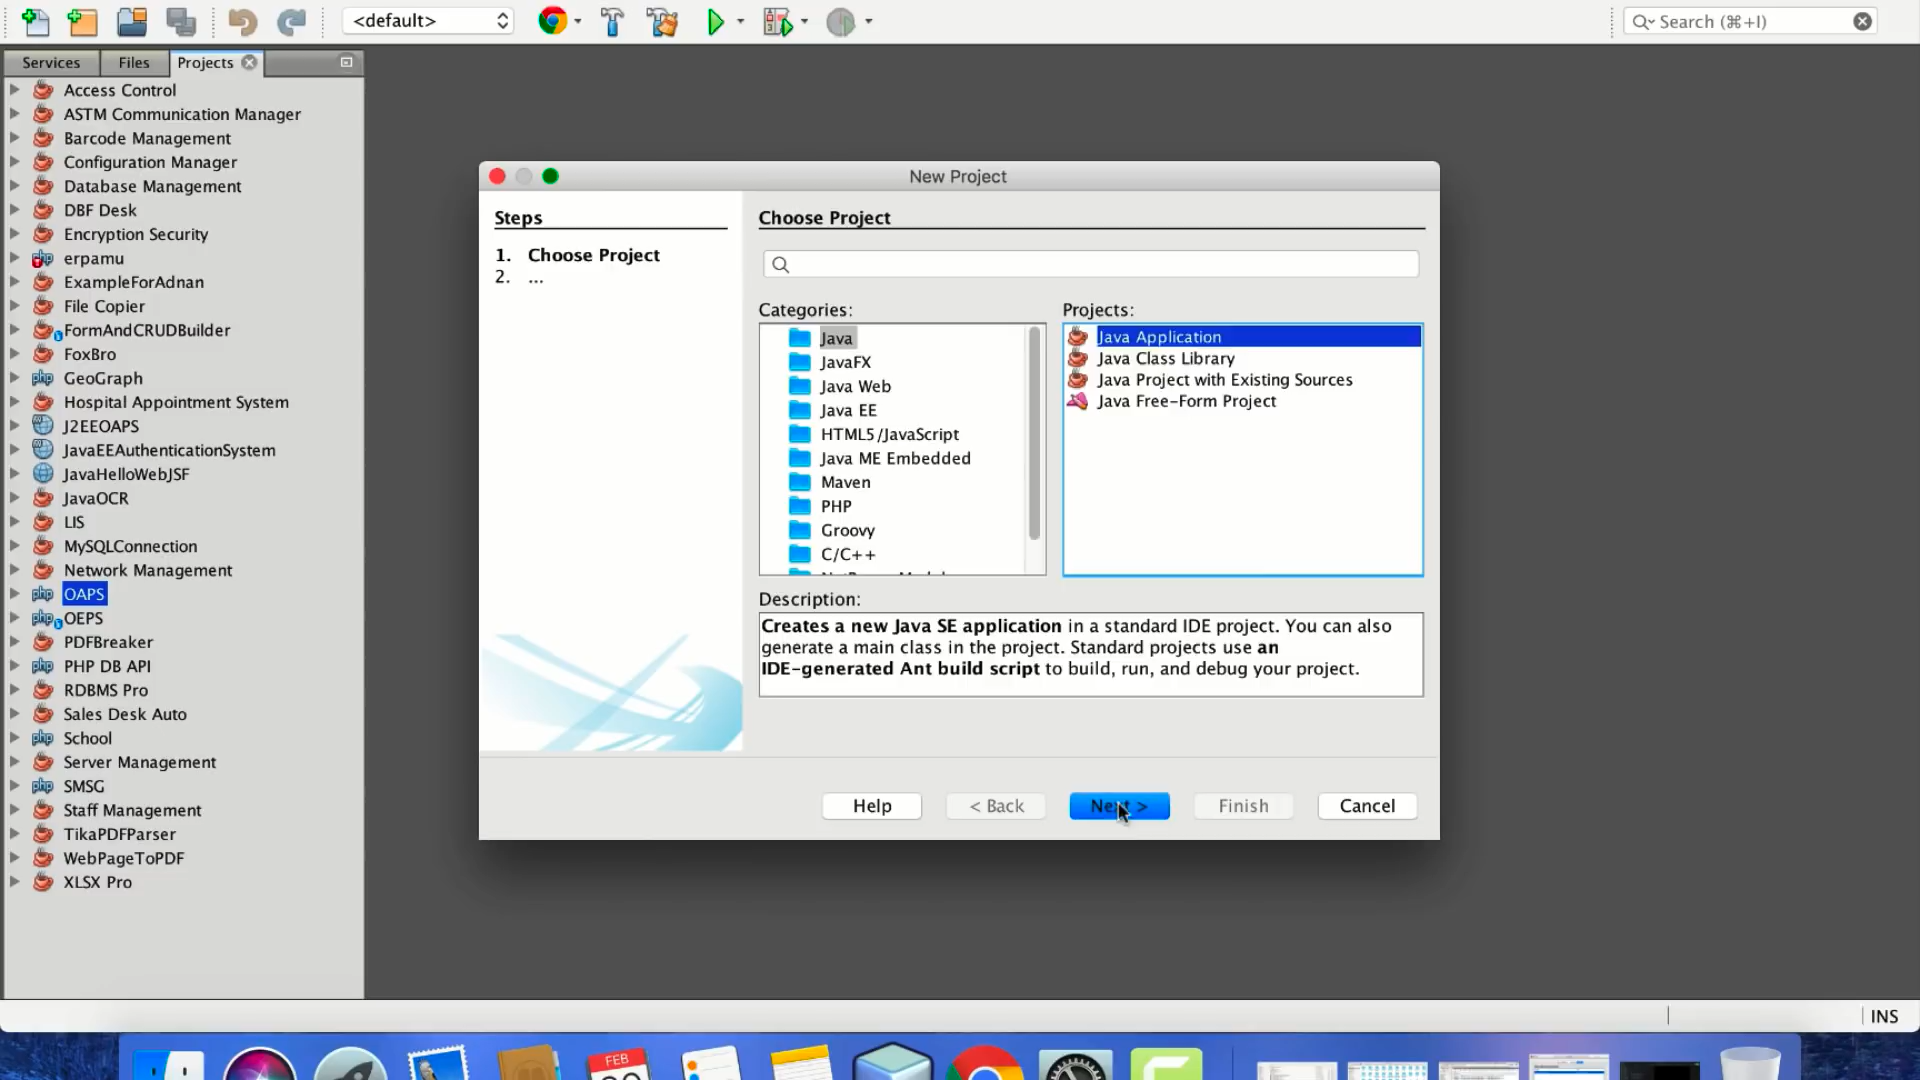 <default>
Search (⌘+I)
Services
Files
Projects
Access Control
ASTM Communication Manager
Barcode Management
Configuration Manager
Database Management
DBF Desk
Encryption Security
php erpamu
ExampleForAdnan
File Copier
FormAndCRUDBuilder
FoxBro
php GeoGraph
Hospital Appointment System
J2EEOAPS
JavaEEAuthenticationSystem
JavaHelloWebJSF
JavaOCR
LIS
MySQLConnection
Network Management
php OAPS
php OEPS
PDFBreaker
php PHP DB API
RDBMS Pro
Sales Desk Auto
php School
Server Management
php SMSG
Staff Management
TikaPDFParser
WebPageToPDF
XLSX Pro
New Project
Steps
1. Choose Project
2. ...
Choose Project
Categories:
Java
JavaFX
Java Web
Java EE
HTML5/JavaScript
Java ME Embedded
Maven
PHP
Groovy
C/C++
Projects:
Java Application
Java Class Library
Java Project with Existing Sources
Java Free-Form Project
Description:
Creates a new Java SE application in a standard IDE project. You can also
generate a main class in the project. Standard projects use an
IDE-generated Ant build script to build, run, and debug your project.
Help
< Back
Next >
Finish
Cancel
INS
FEB